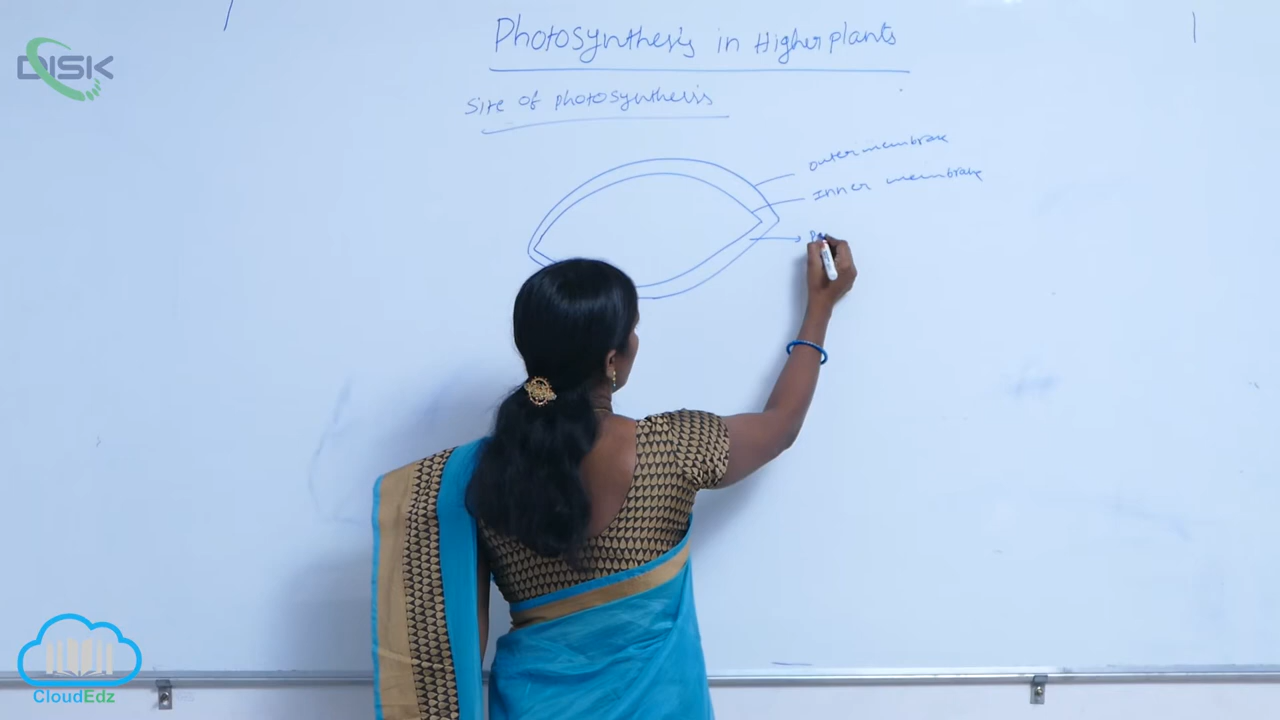 DISK
Photosynthesis in Higher plants
Site of photosynthesis
outer membrane
Inner membrane
CloudEdz